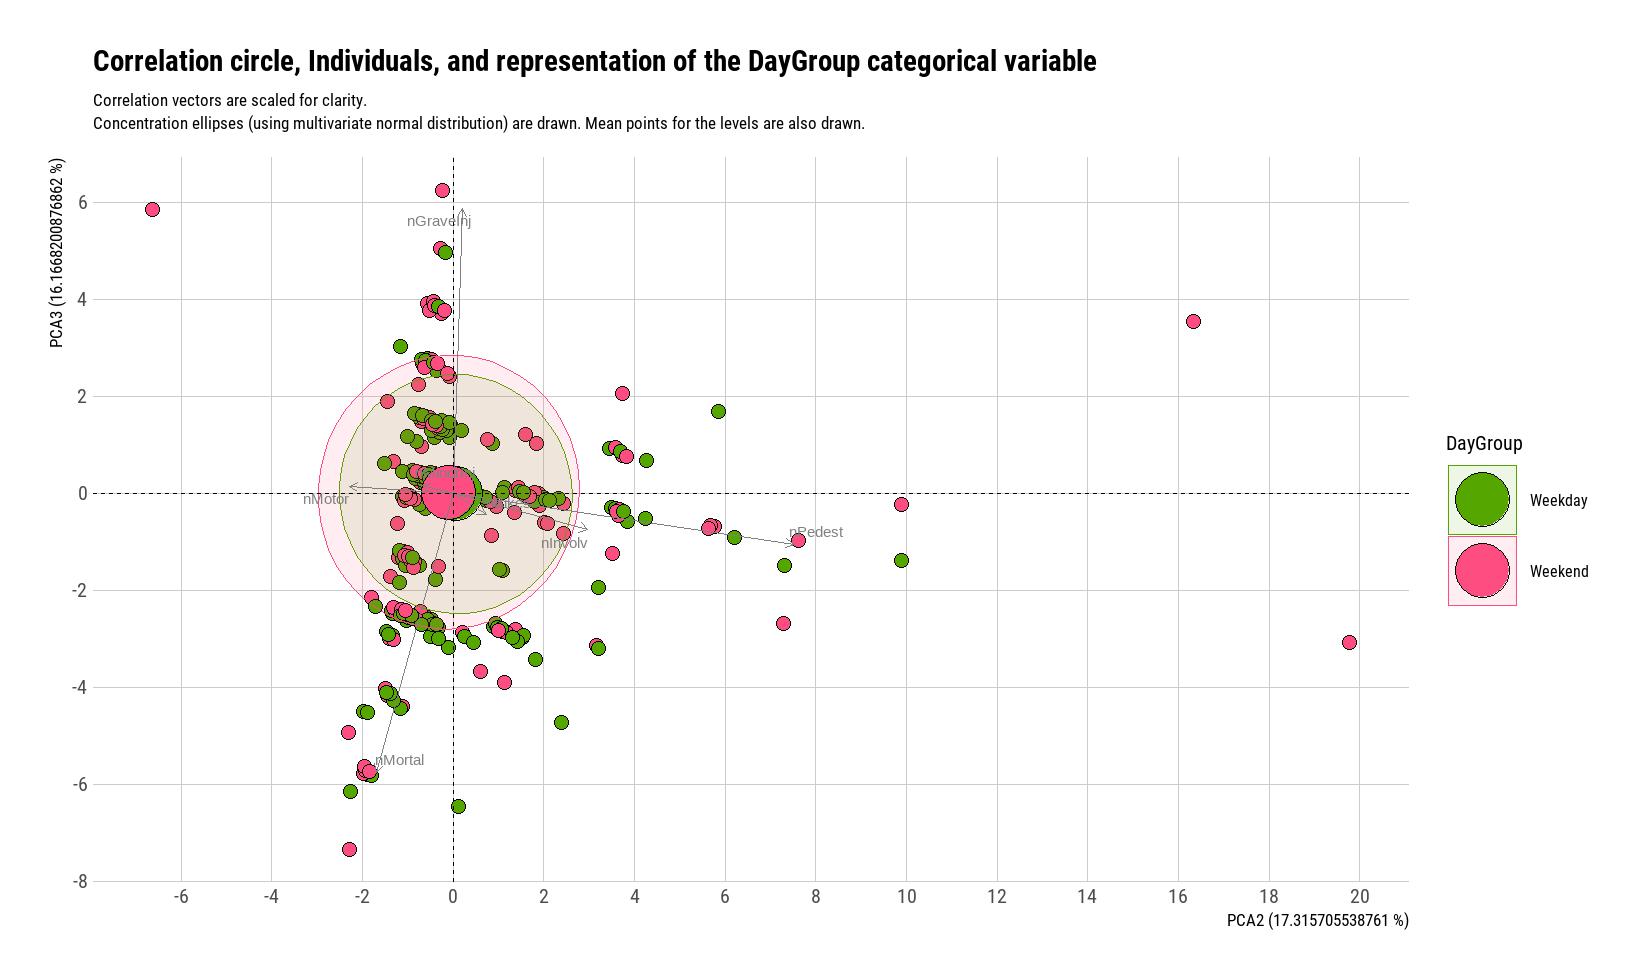 Correlation circle, Individuals, and representation of the DayGroup categorical variable
Correlation vectors are scaled for clarity.
Concentration ellipses (using multivariate normal distribution) are drawn. Mean points for the levels are also drawn.
PCA3 (16.1668200876862 %)
6
4
2
0
-2
-4
-6
-8
nGraveInj
nMotor
nInvolv
nPedest
nMortal
-6
-4
-2
0
2
4
6
8
10
12
14
16
18
20
PCA2 (17.315705538761 %)
DayGroup
Weekday
Weekend